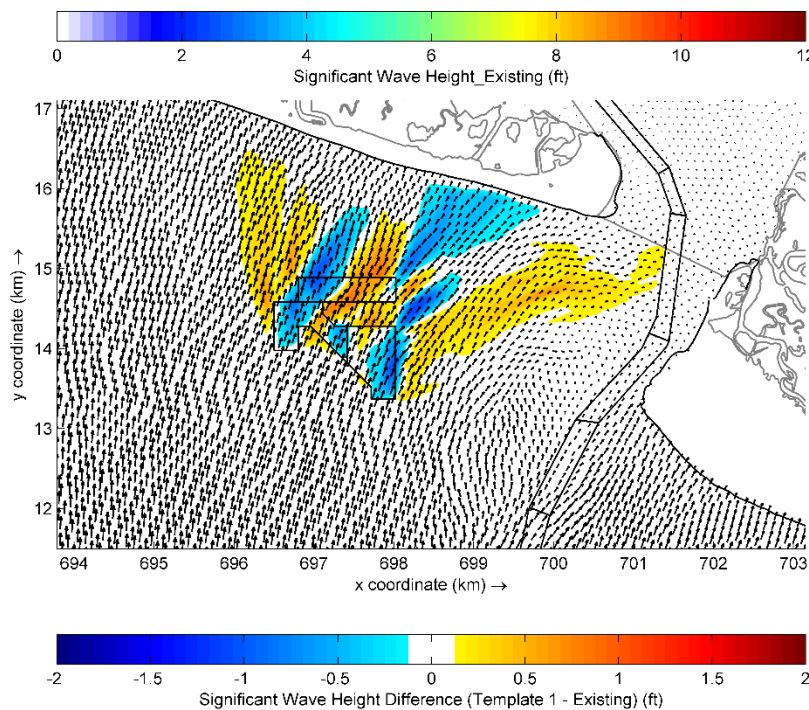 0 2 4 6 8 10 12
Significant Wave Height_Existing (ft)
17
16
15
14
13
12
y coordinate (km) →
694 695 696 697 698 699 700 701 702 703
x coordinate (km) →
-2 -1.5 -1 -0.5 0 0.5 1 1.5 2
Significant Wave Height Difference (Template 1 - Existing) (ft)